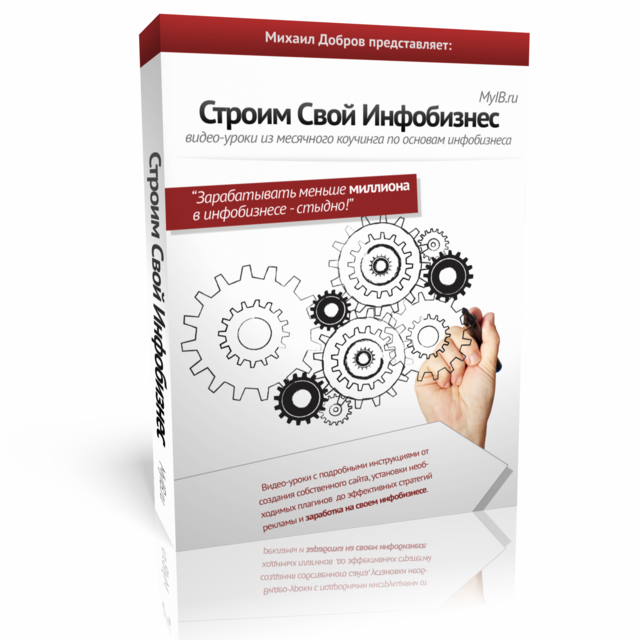 Михаил Добров представляет:
MyIB.ru
Строим Свой Инфобизнес
видео-уроки из месячного коучинга по основам инфобизнеса
“Зарабатывать меньше миллиона
в инфобизнесе - стыдно!”
Видео-уроки с подробными инструкциями от
создания собственного сайта, установки необ-
ходимых плагинов до эффективных стратегий
рекламы и заработка на своем инфобизнесе.
Строим Свой Инфобизнес
MyIB.ru